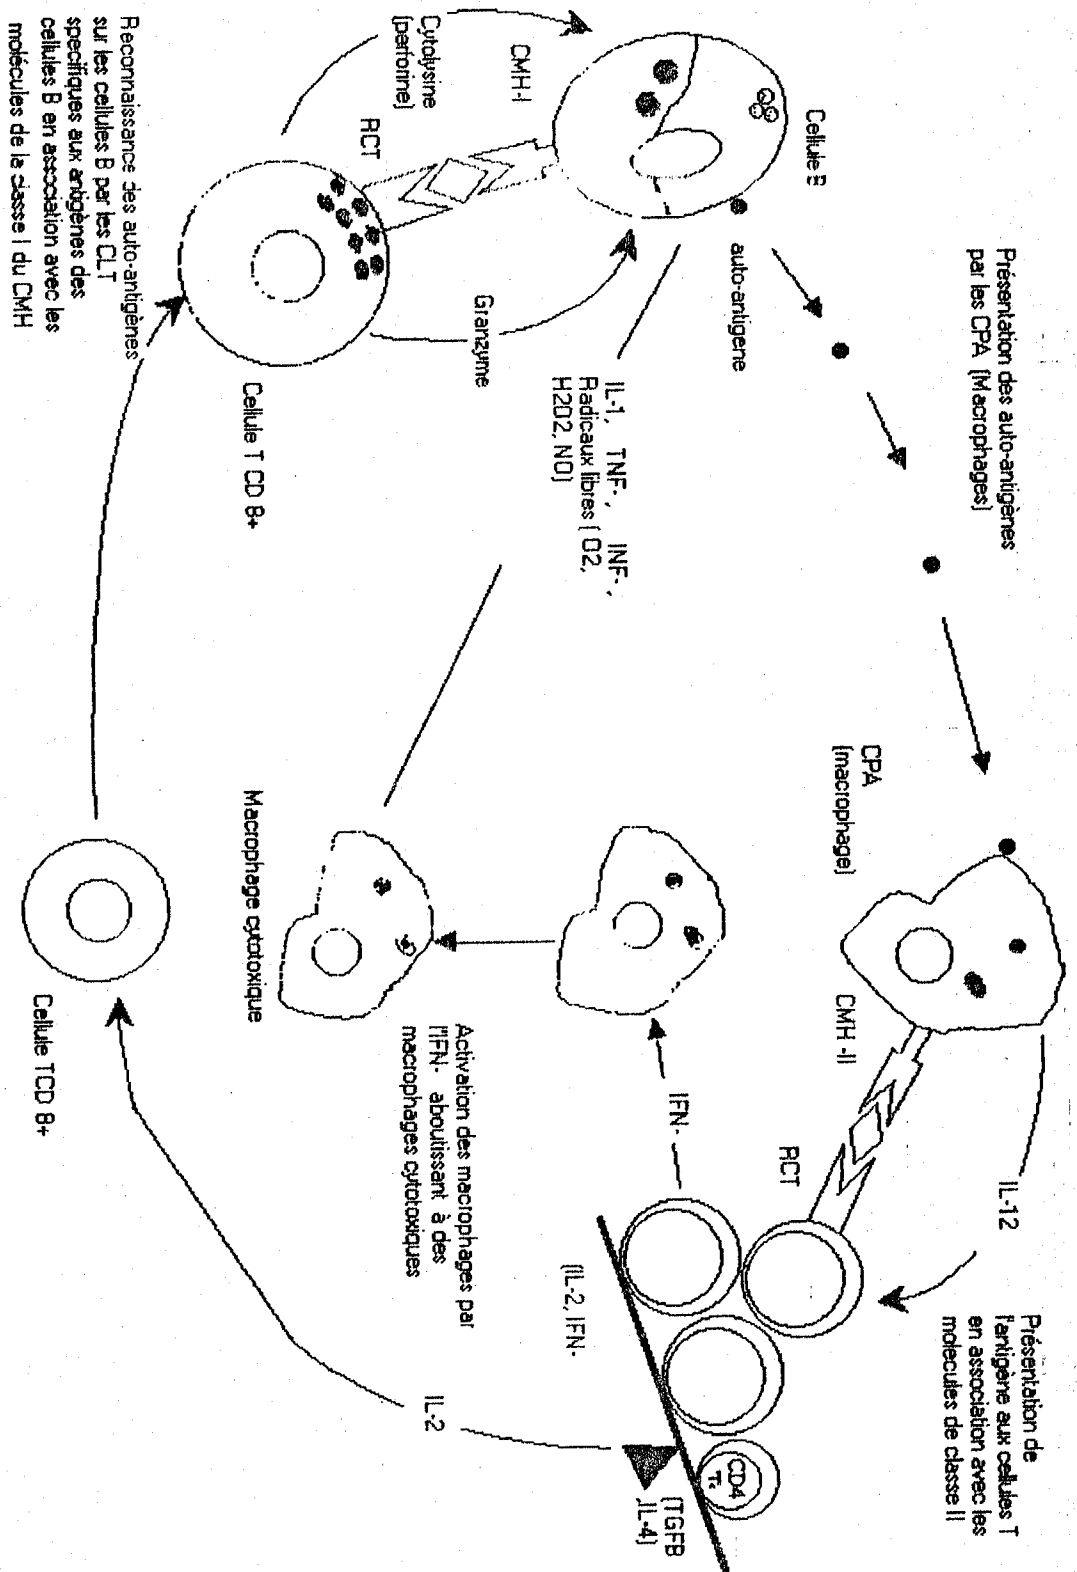 Présentation des auto-antigènes
par les CPA (Macrophages)
Cellule B
auto-antigene
CMH-I
Cytolysine
(perforine)
RCT
Granzyme
IL-1, TNF-, INF-,
Radicaux libres ( O2,
H2O2, NO)
Cellule T CD 8+
Reconnaissance des auto-antigènes
sur les cellules B par les CLT
spécifiques aux antigènes des
cellules B en association avec les
molécules de la classe I du CMH
CPA
(macrophage)
CMH -II
RCT
IL-12
Présentation de
l'antigène aux cellules T
en association avec les
molecules de classe II
IFN-
(IL-2, IFN-
CD4
(TGFB
,IL-4)
Activation des macrophages par
l'IFN- aboutissant à des
macrophages cytotoxiques
Macrophage cytotoxique
IL-2
Cellule TCD 8+